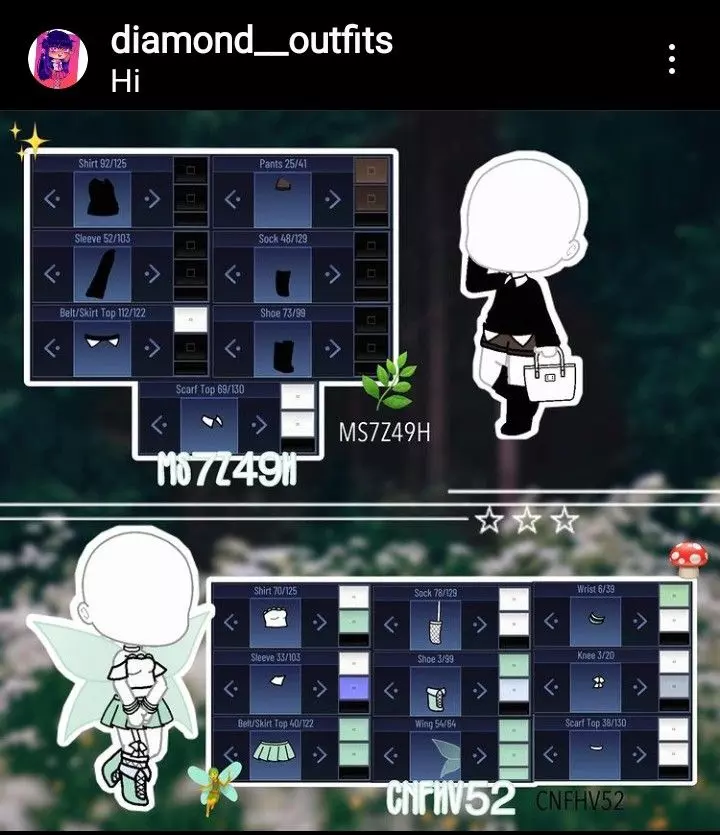 diamond__outfits
Hi
Shirt 92/125
Pants 25/41
Sleeve 52/103
Sock 48/129
Belt/Skirt Top 112/122
Shoe 73/99
Scarf Top 69/130
MS7Z49H
MS7Z49H
Shirt 70/125
Sock 78/129
Wrist 6/39
Sleeve 33/103
Shoe 3/99
Knee 3/20
Belt/Skirt Top 40/122
Wing 54/64
Scarf Top 38/130
CNFHV52
CNFHV52